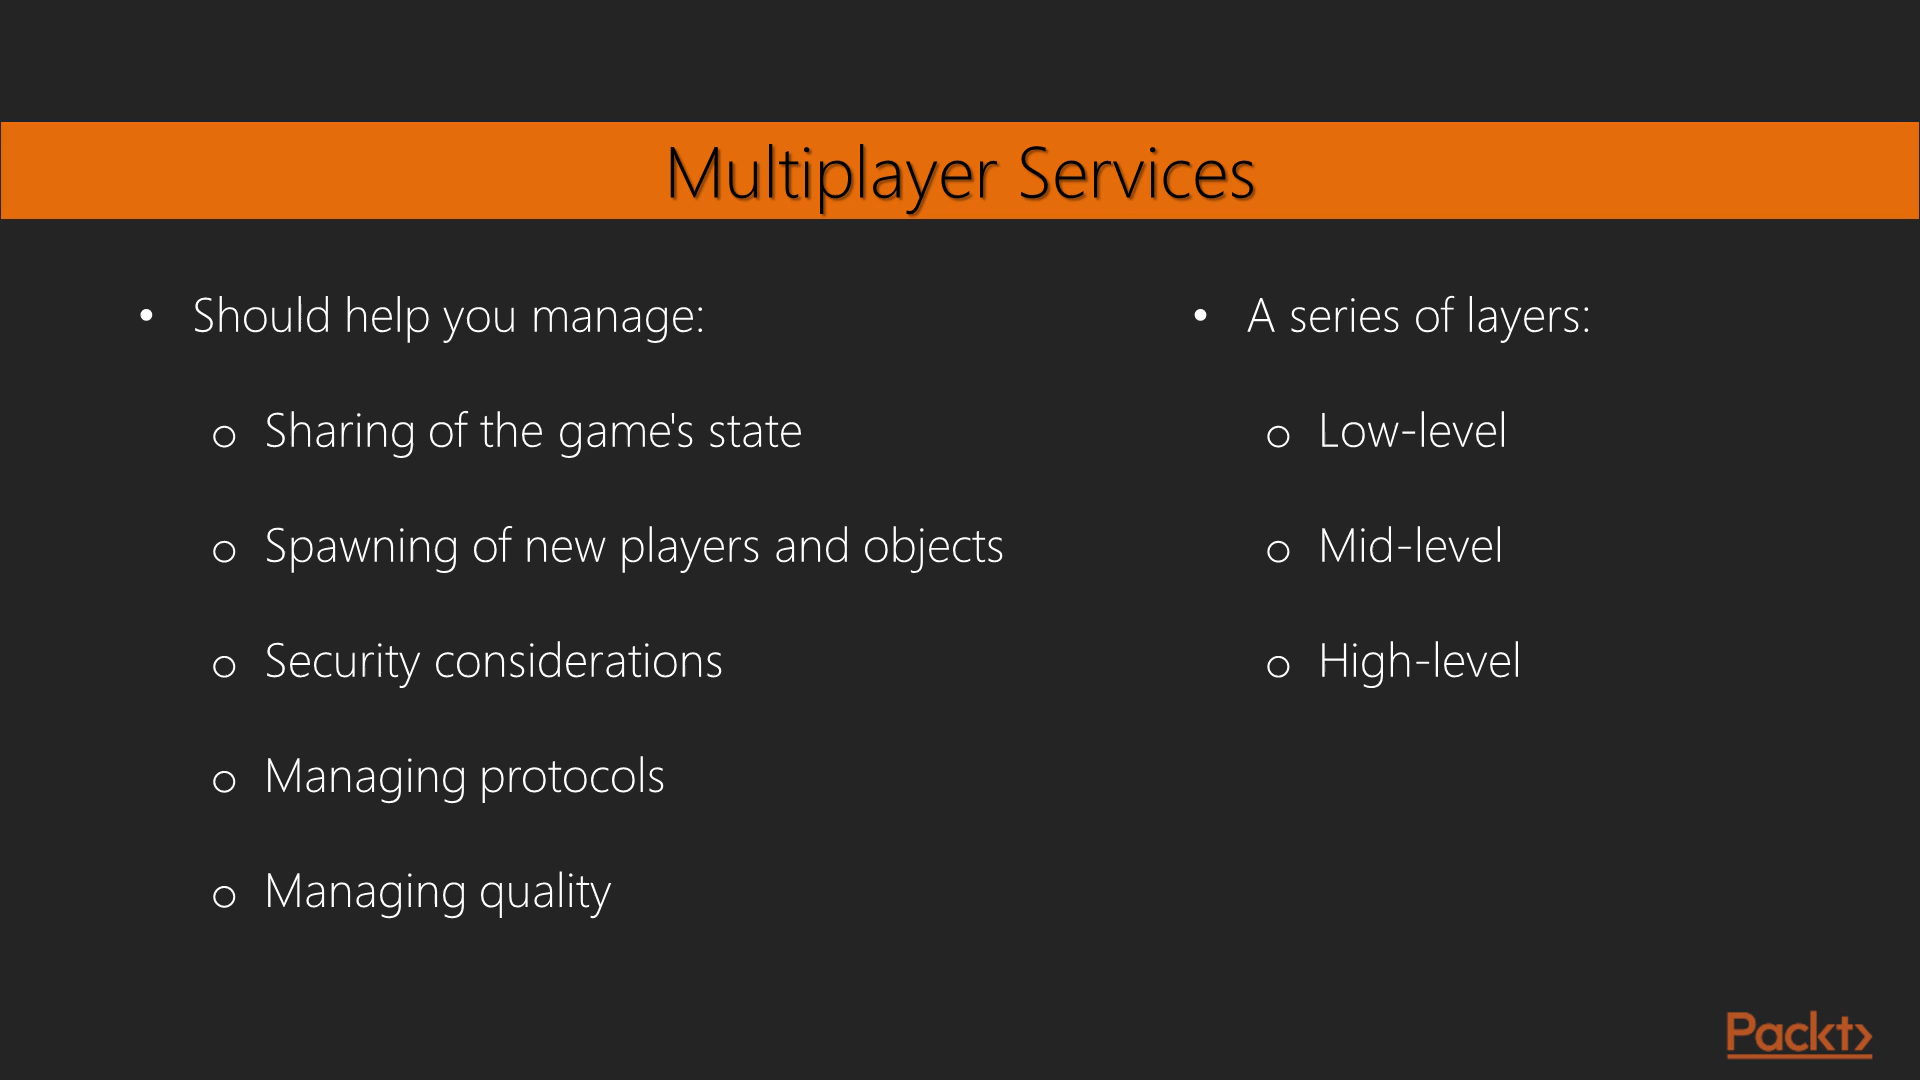 Multiplayer Services
• Should help you manage:
o Sharing of the game's state
o Spawning of new players and objects
o Security considerations
o Managing protocols
o Managing quality
• A series of layers:
o Low-level
o Mid-level
o High-level
Packt>